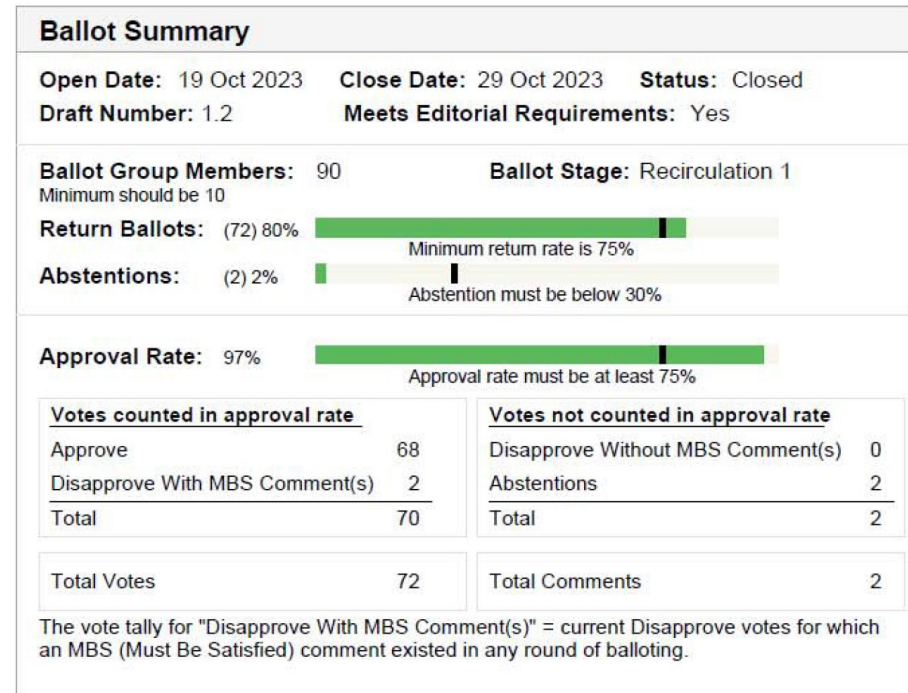 Ballot Summary
Open Date: 19 Oct 2023 Close Date: 29 Oct 2023 Status: Closed
Draft Number: 1.2 Meets Editorial Requirements: Yes
Ballot Group Members: 90 Ballot Stage: Recirculation 1
Minimum should be 10
Return Ballots: (72) 80%
Minimum return rate is 75%
Abstentions: (2) 2%
Abstention must be below 30%
Approval Rate: 97%
Approval rate must be at least 75%
Votes counted in approval rate
Approve 68
Disapprove With MBS Comment(s) 2
Total 70
Votes not counted in approval rate
Disapprove Without MBS Comment(s) 0
Abstentions 2
Total 2
Total Votes 72
Total Comments 2
The vote tally for "Disapprove With MBS Comment(s)" = current Disapprove votes for which
an MBS (Must Be Satisfied) comment existed in any round of balloting.